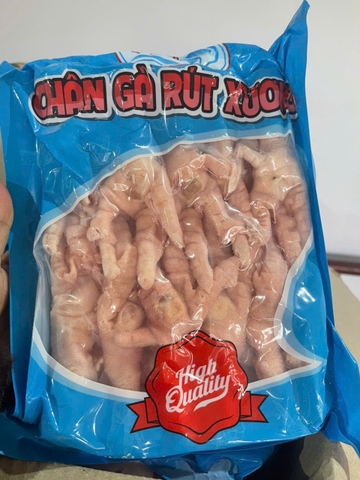 CHÂN GÀ RÚT XƯƠNG
High
Quality